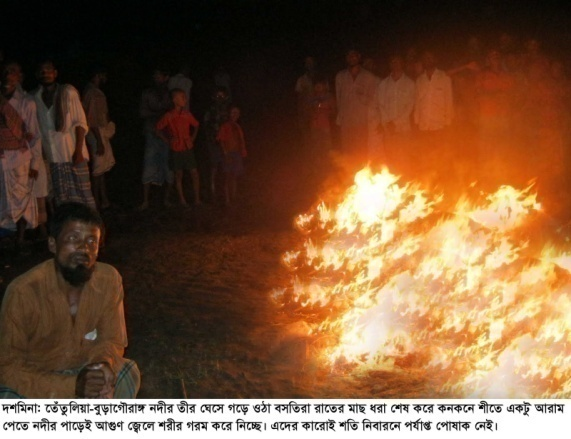 দশমিনা: তেঁতুলিয়া-বুড়াগৌরাঙ্গ নদীর তীর ঘেসে গড়ে ওঠা বসতিরা রাতের মাছ ধরা শেষ করে কনকনে শীতে একটু আরাম
পেতে নদীর পাড়েই আগুণ জ্বেলে শরীর গরম করে নিচ্ছে। এদের কারোই শতি নিবারনে পর্যাপ্ত পোষাক নেই।